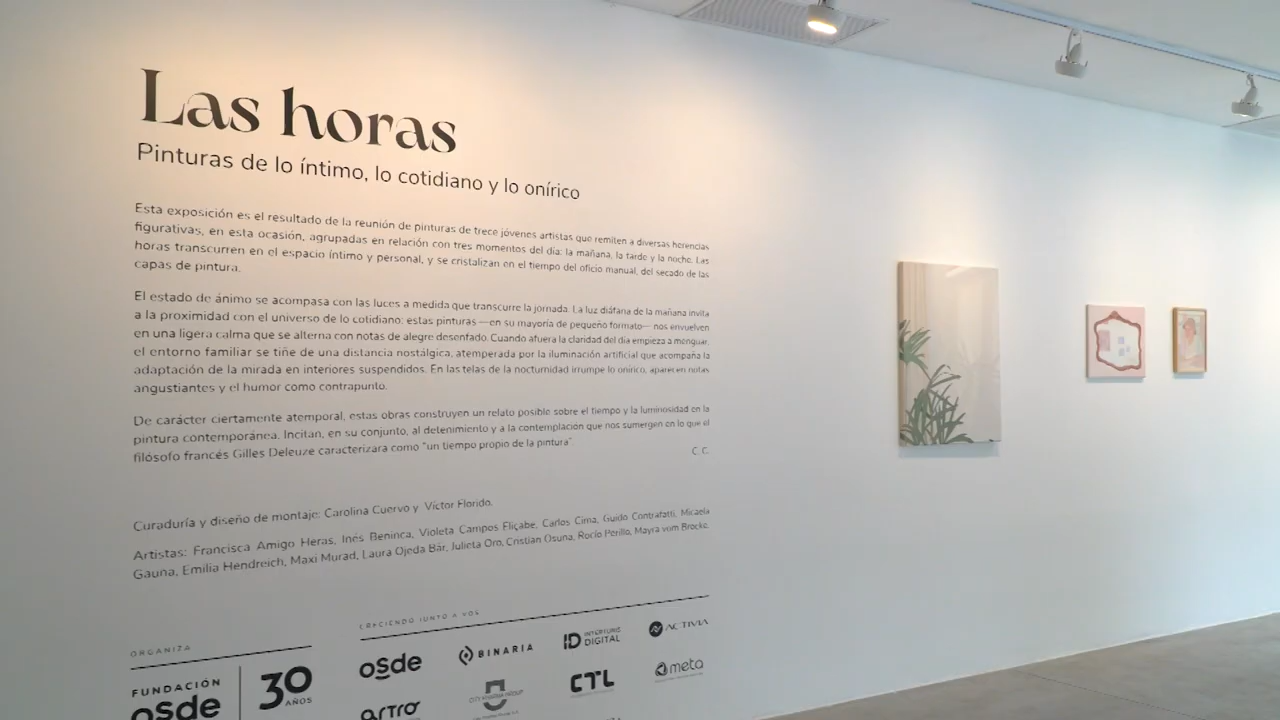 Las horas
Pinturas de lo íntimo, lo cotidiano y lo onírico
Esta exposición es el resultado de la reunión de pinturas de trece jóvenes artistas que remiten a diversas herencias
figurativas, en esta ocasión, agrupadas en relación con tres momentos del día: la mañana, la tarde y la noche. Las
horas transcurren en el espacio íntimo y personal, y se cristalizan en el tiempo del oficio manual, del secado de las
capas de pintura.
El estado de ánimo se acompasa con las luces a medida que transcurre la jornada. La luz diáfana de la mañana invita
a la proximidad con el universo de lo cotidiano; estas pinturas —en su mayoría de pequeño formato— nos envuelven
en una ligera calma que se alterna con notas de alegre desenfado. Cuando afuera la claridad del día empieza a menguar,
el entorno familiar se tiñe de una distancia nostálgica, atemperada por la iluminación artificial que acompaña la
adaptación de la mirada en interiores suspendidos. En las telas de la nocturnidad irrumpe lo onírico, aparecen notas
angustiantes y el humor como contrapunto.
De carácter ciertamente atemporal, estas obras construyen un relato posible sobre el tiempo y la luminosidad en la
pintura contemporánea. Incitan, en su conjunto, al detenimiento y a la contemplación que nos sumergen en lo que el
filósofo francés Gilles Deleuze caracterizara como "un tiempo propio de la pintura"
C. C.
Curaduría y diseño de montaje: Carolina Cuervo y Víctor Florido.
Artistas: Francisca Amigo Heras, Inés Beninca, Violeta Campos Fliçabe, Carlos Cima, Guido Contrafatti, Micaela
Gauna, Emilia Hendreich, Maxi Murad, Laura Ojeda Bär, Julieta Oro, Cristian Osuna, Rocío Perillo, Mayra vom Brocke.
ORGANIZA
CRECIENDO JUNTO A VOS
FUNDACIÓN
osde
30
AÑOS
osde
BINARIA
ID INTERTURG DIGITAL
ACTIVIA
artro
CTL
meta